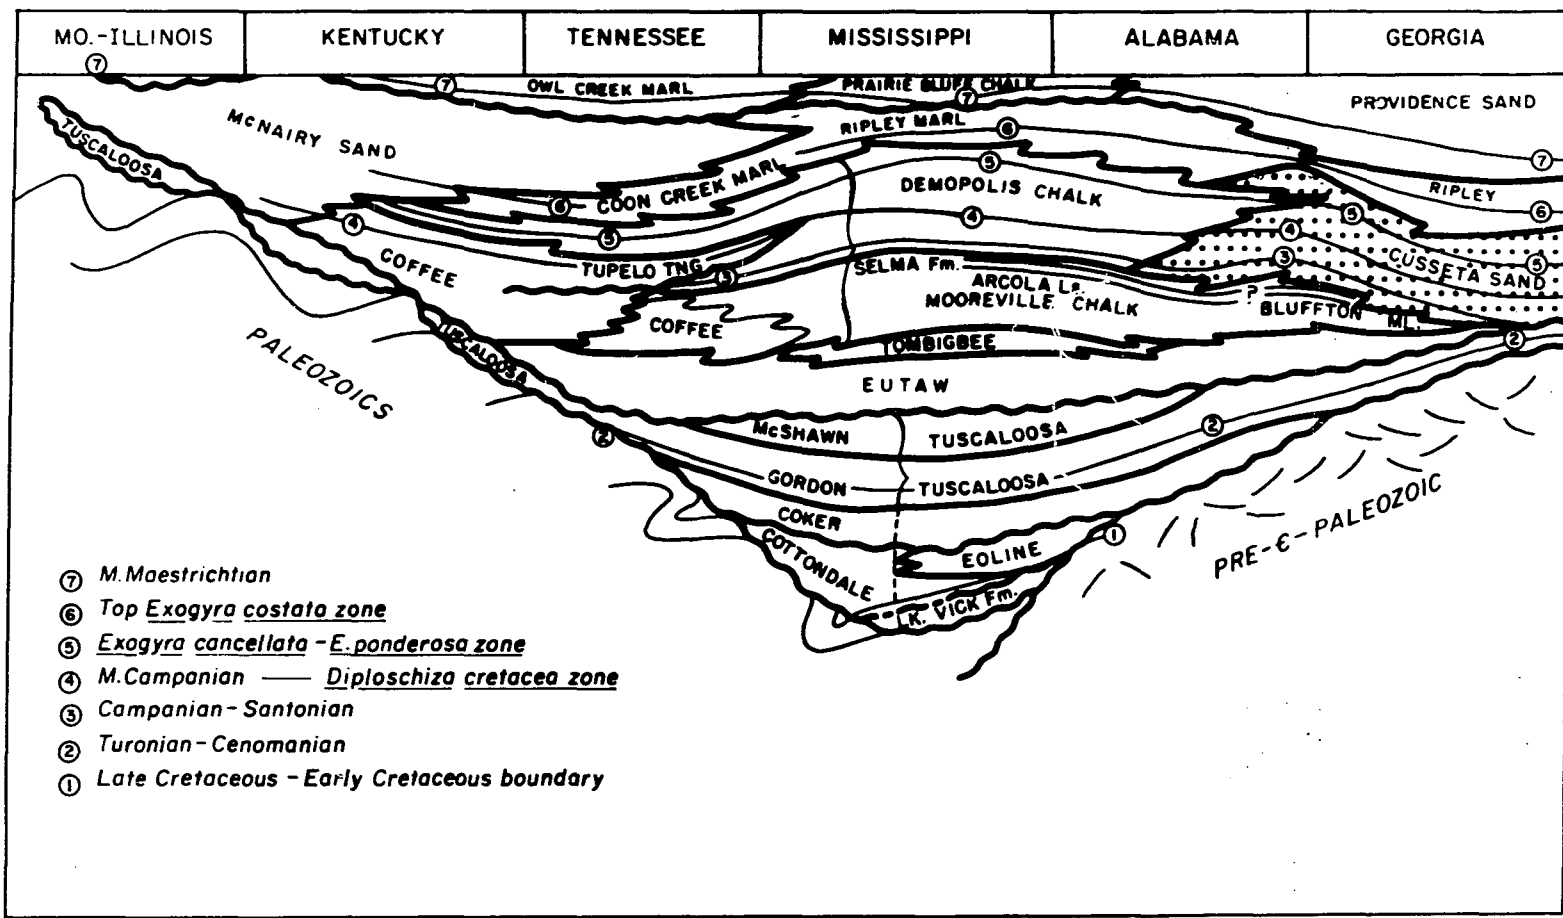 MO.-ILLINOIS KENTUCKY TENNESSEE MISSISSIPPI ALABAMA GEORGIA
7
OWL CREEK MARL
7
PRAIRIE BLUFF CHALK
7
PROVIDENCE SAND
7
McNAIRY SAND
TUSCALOOSA
RIPLEY MARL
6
RIPLEY
6
COON CREEK MARL
6
5
DEMOPOLIS CHALK
4
5
4
3
CUSSETA SAND
5
4
5
TUPELO TNG
3
COFFEE
SELMA Fm.
ARCOLA Ls.
MOOREVILLE CHALK
?
BLUFFTON ML.
COFFEE
TOMBIGBEE
2
TUSCALOOSA
PALEOZOICS
EUTAW
McSHAWN
TUSCALOOSA
2
2
GORDON
TUSCALOOSA
COKER
COTTONDALE
EOLINE
1
L.K. VICK Fm.
PRE-Є-PALEOZOIC
7 M. Maestrichtian
6 Top Exogyra costata zone
5 Exogyra cancellata - E. ponderosa zone
4 M. Campanian — Diploschiza cretacea zone
3 Campanian - Santonian
2 Turonian - Cenomanian
1 Late Cretaceous - Early Cretaceous boundary